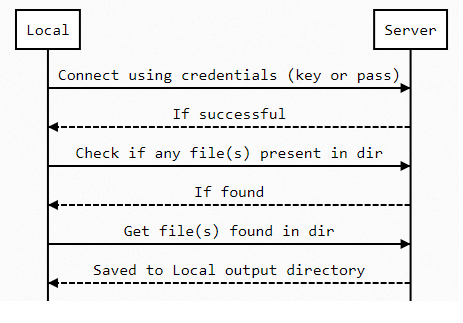 Local
Server
Connect using credentials (key or pass)
If successful
Check if any file(s) present in dir
If found
Get file(s) found in dir
Saved to Local output directory